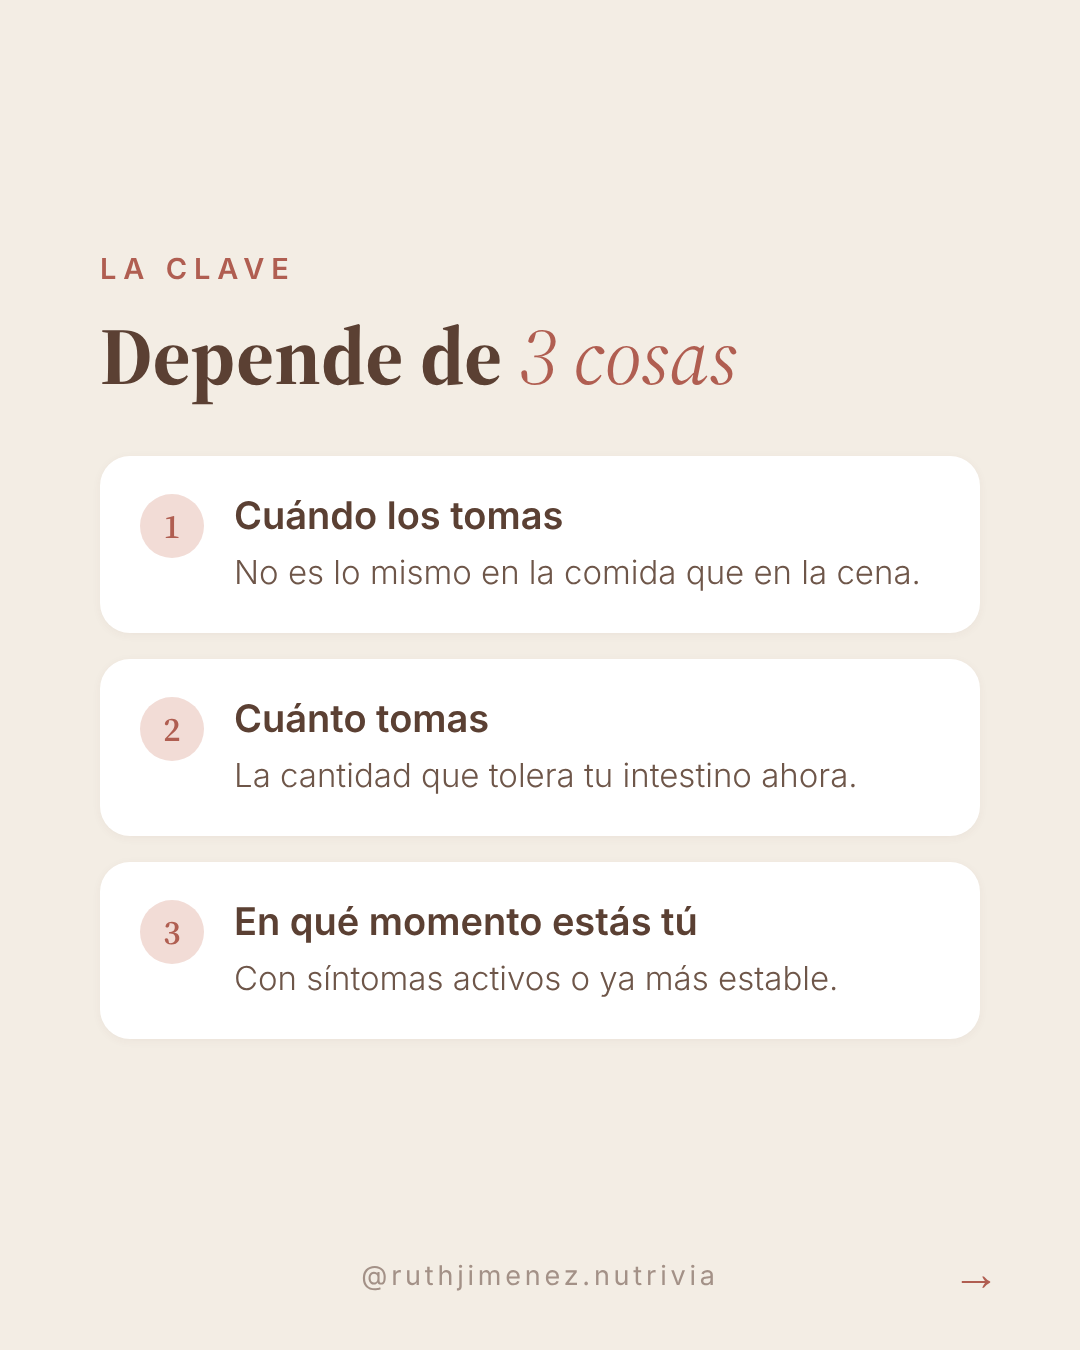 LA CLAVE
Depende de 3 cosas
1
Cuándo los tomas
No es lo mismo en la comida que en la cena.
2
Cuánto tomas
La cantidad que tolera tu intestino ahora.
3
En qué momento estás tú
Con síntomas activos o ya más estable.
@ruthjimenez.nutrivia →